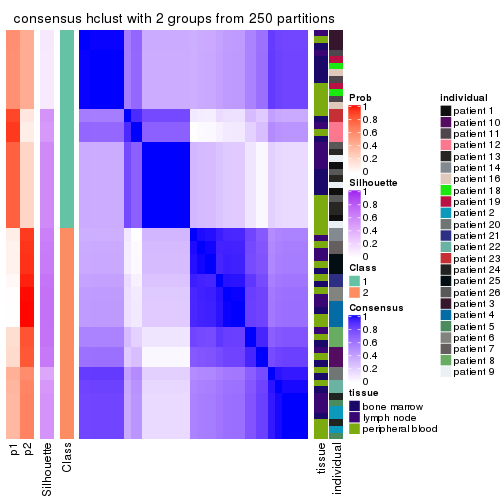 consensus hclust with 2 groups from 250 partitions
Prob
1
0.8
0.6
0.4
0.2
0
Silhouette
1
0.8
0.6
0.4
0.2
0
Class
1
2
Consensus
1
0.8
0.6
0.4
0.2
0
tissue
bone marrow
lymph node
peripheral blood
individual
patient 1
patient 10
patient 11
patient 12
patient 13
patient 14
patient 16
patient 18
patient 19
patient 2
patient 20
patient 21
patient 22
patient 23
patient 24
patient 25
patient 26
patient 3
patient 4
patient 5
patient 6
patient 7
patient 8
patient 9
p1
p2
Silhouette
Class
tissue
individual